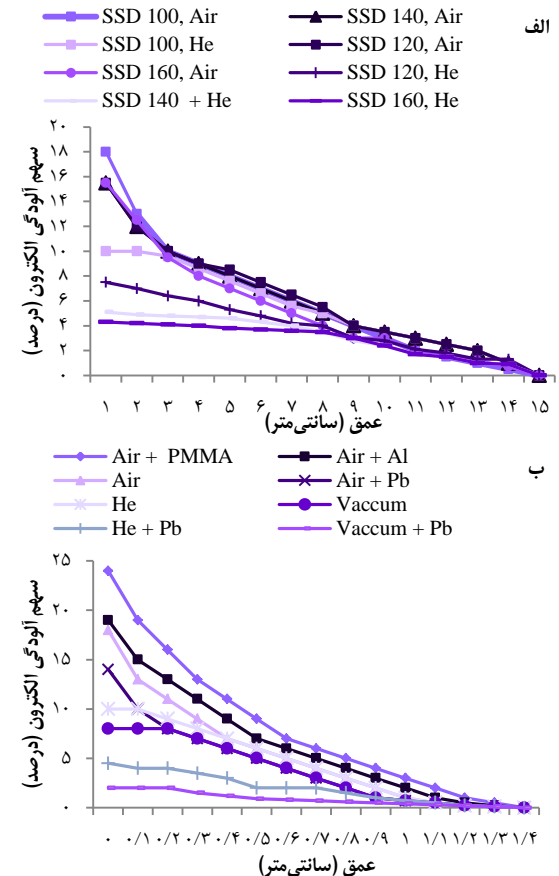 الف
SSD 100, Air    SSD 140, Air
SSD 100, He    SSD 120, Air
SSD 160, Air    SSD 120, He
SSD 140 + He    SSD 160, He
سهم آلودگی الکترون (درصد)
۲۰
۱۸
۱۶
۱۴
۱۲
۱۰
۸
۶
۴
۲
۰
۱ ۲ ۳ ۴ ۵ ۶ ۷ ۸ ۹ ۱۰ ۱۱ ۱۲ ۱۳ ۱۴ ۱۵
عمق (سانتی‌متر)
ب
Air + PMMA    Air + Al
Air    Air + Pb
He    Vaccum
He + Pb    Vaccum + Pb
سهم آلودگی الکترون (درصد)
۲۵
۲۰
۱۵
۱۰
۵
۰
۰ ۰/۱ ۰/۲ ۰/۳ ۰/۴ ۰/۵ ۰/۶ ۰/۷ ۰/۸ ۰/۹ ۱ ۱/۱ ۱/۲ ۱/۳ ۱/۴
عمق (سانتی‌متر)